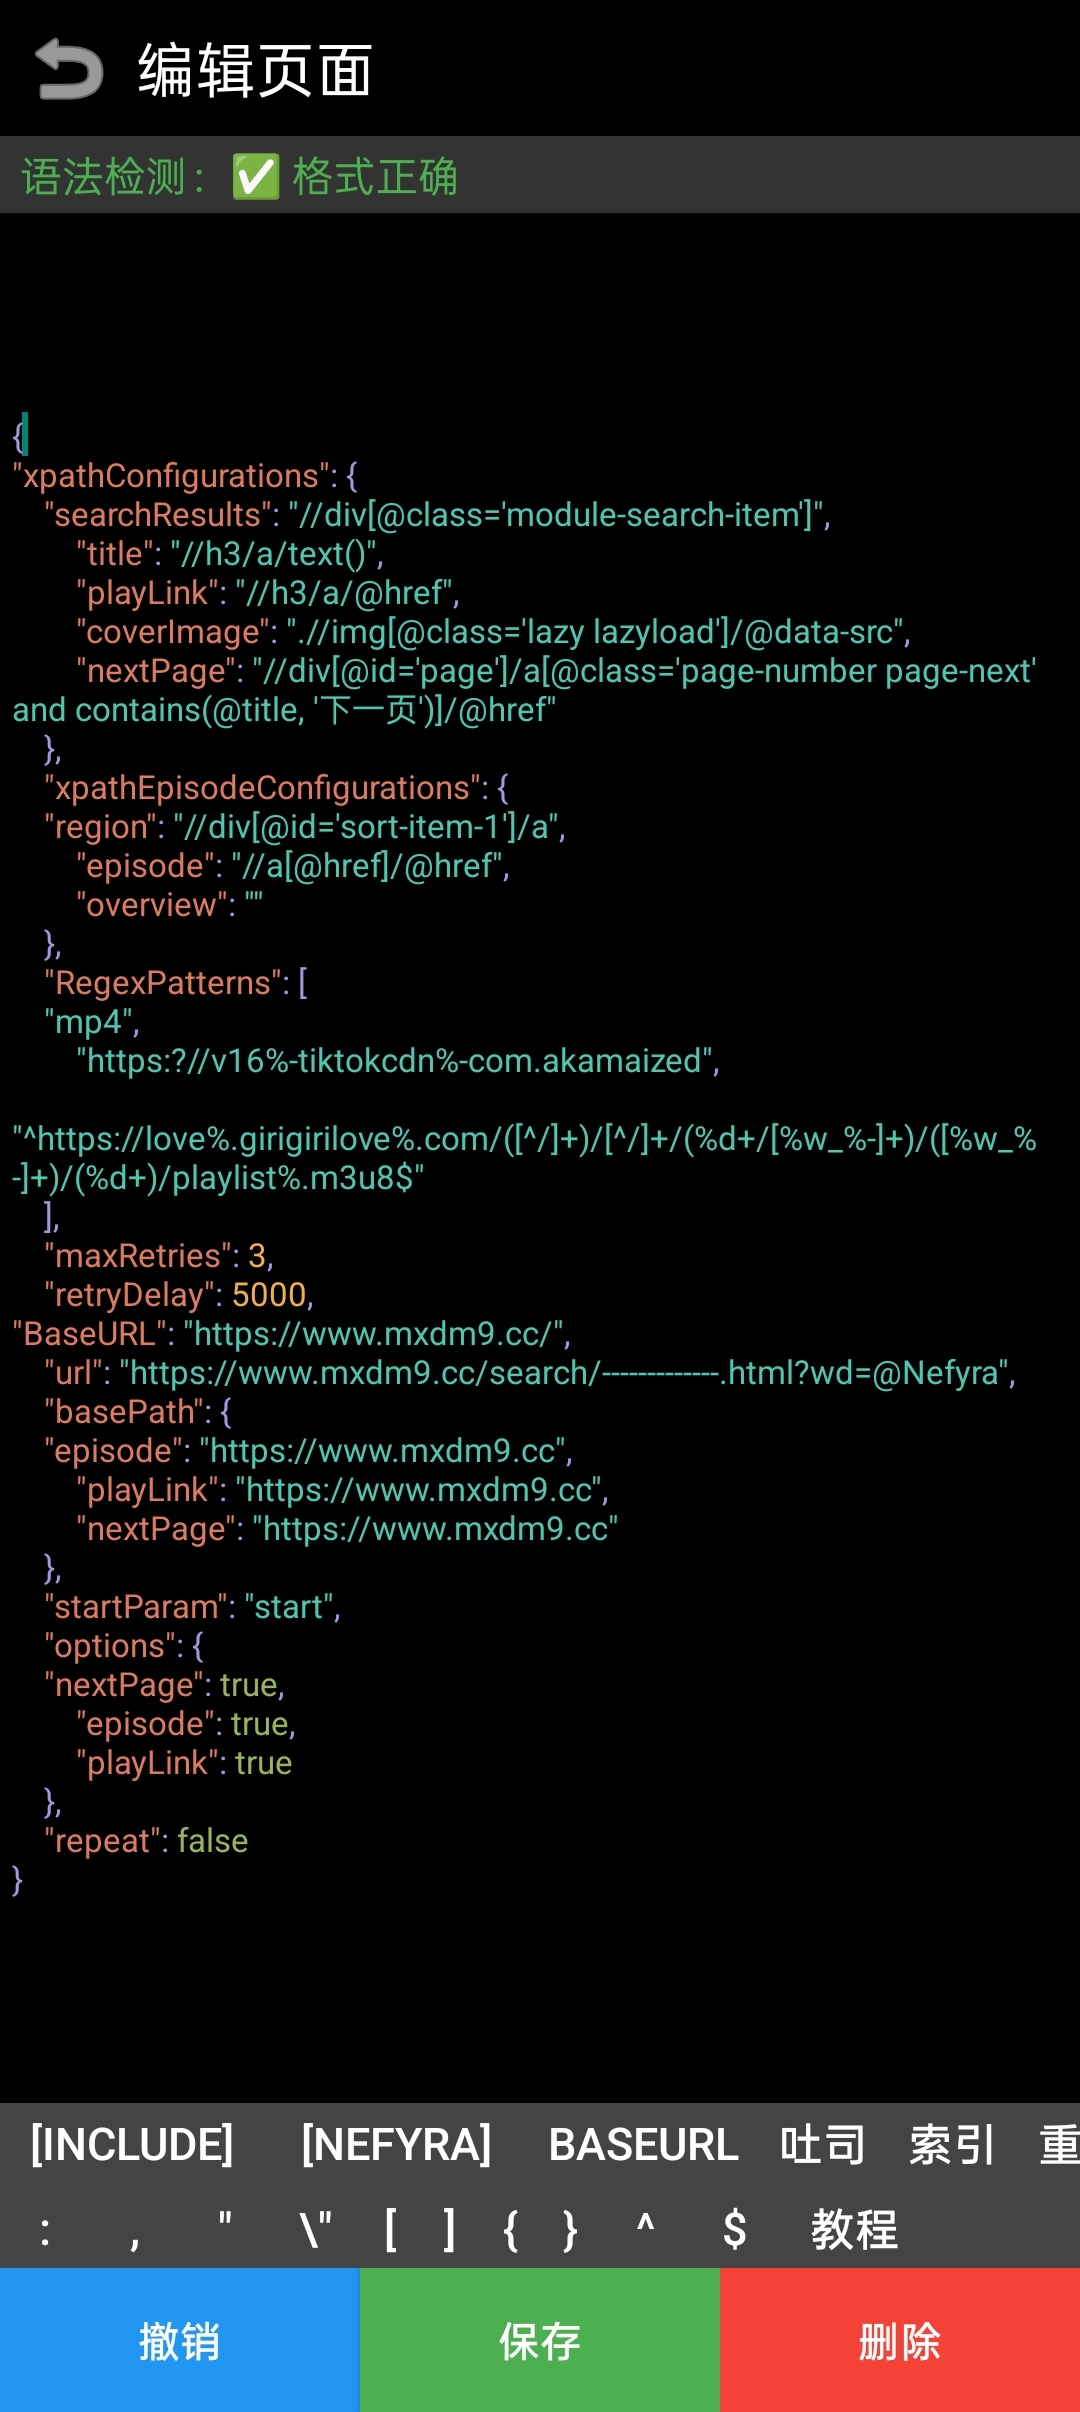 编辑页面
语法检测：✅ 格式正确
{
"xpathConfigurations": {
"searchResults": "//div[@class='module-search-item']",
"title": "//h3/a/text()",
"playLink": "//h3/a/@href",
"coverImage": ".//img[@class='lazy lazyload']/@data-src",
"nextPage": "//div[@id='page']/a[@class='page-number page-next'
and contains(@title, '下一页')]/@href"
},
"xpathEpisodeConfigurations": {
"region": "//div[@id='sort-item-1']/a",
"episode": "//a[@href]/@href",
"overview": ""
},
"RegexPatterns": [
"mp4",
"https:?//v16%-tiktokcdn%-com.akamaized",
"^https://love%.girigirilove%.com/([^/]+)/[^/]+/(%d+/[%w_%-]+)/([%w_%
-]+)/(%d+)/playlist%.m3u8$"
],
"maxRetries": 3,
"retryDelay": 5000,
"BaseURL": "https://www.mxdm9.cc/",
"url": "https://www.mxdm9.cc/search/-------------.html?wd=@Nefyra",
"basePath": {
"episode": "https://www.mxdm9.cc",
"playLink": "https://www.mxdm9.cc",
"nextPage": "https://www.mxdm9.cc"
},
"startParam": "start",
"options": {
"nextPage": true,
"episode": true,
"playLink": true
},
"repeat": false
}
[INCLUDE] [NEFYRA] BASEURL 吐司 索引 重
: , " \" [ ] { } ^ $ 教程
撤销 保存 删除